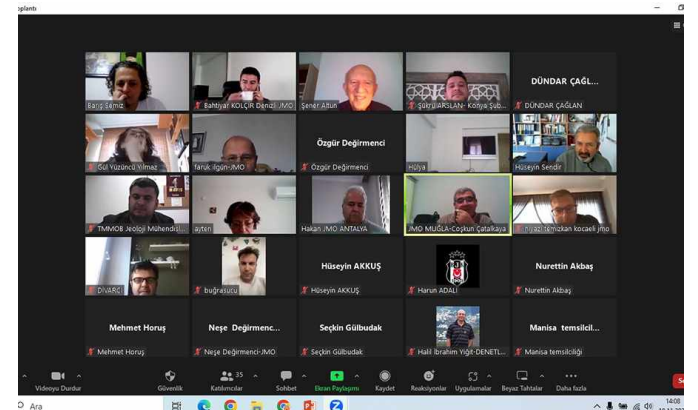 oplantı
Barış Semiz
Bahtiyar KOLÇIR Denizli JMO
Şener Altun
Şükrü ARSLAN- Konya Şub...
DÜNDAR ÇAĞL...
DÜNDAR ÇAĞLAN
Gül Yüzüncü Yılmaz
faruk ilgün-JMO
Özgür Değirmenci
Özgür Değirmenci
Hülya
Hüseyin Sendir
TMMOB Jeoloji Mühendisl...
ayten
Hakan JMO ANTALYA
JMO MUĞLA-Coşkun Çatalkaya
niyazi temizkan kocaeli jmo
DİVARCI
buğrasucu
Hüseyin AKKUŞ
Hüseyin AKKUŞ
Harun ADALI
Nurettin Akbaş
Nurettin Akbaş
Mehmet Horuş
Mehmet Horuş
Neşe Değirmenc...
Neşe Değirmenci-JMO
Seçkin Gülbudak
Seçkin Gülbudak
Halil İbrahim Yiğit-DENETL...
Manisa temsilcil...
Manisa temsilciliği
35
Videoyu Durdur
Güvenlik
Katılımcılar
Sohbet
Ekran Paylaşımı
Kaydet
Reaksiyonlar
Uygulamalar
Beyaz Tahtalar
Daha fazla
Ara
14:08